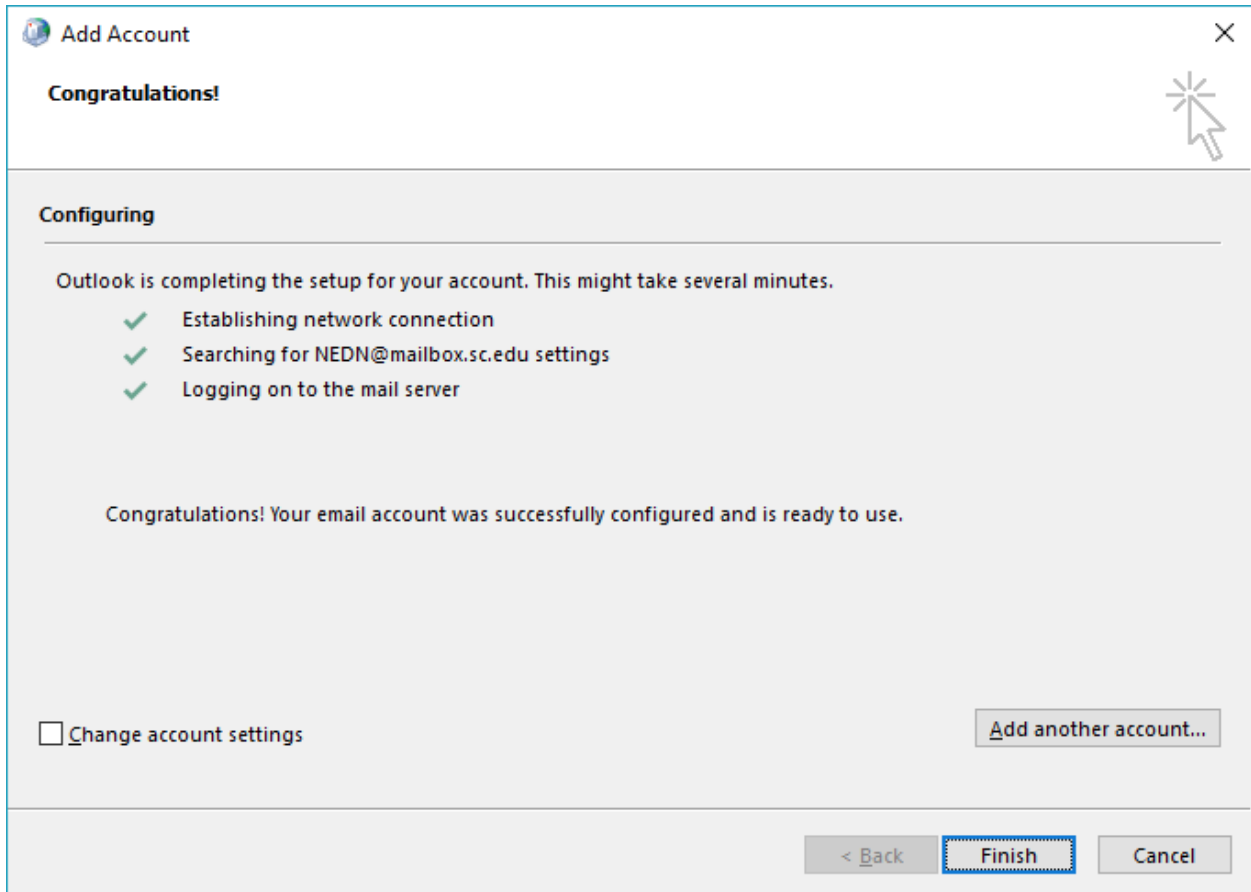 Add Account
Congratulations!
Configuring
Outlook is completing the setup for your account. This might take several minutes.
Establishing network connection
Searching for NEDN@mailbox.sc.edu settings
Logging on to the mail server
Congratulations! Your email account was successfully configured and is ready to use.
Change account settings
Add another account...
< Back
Finish
Cancel